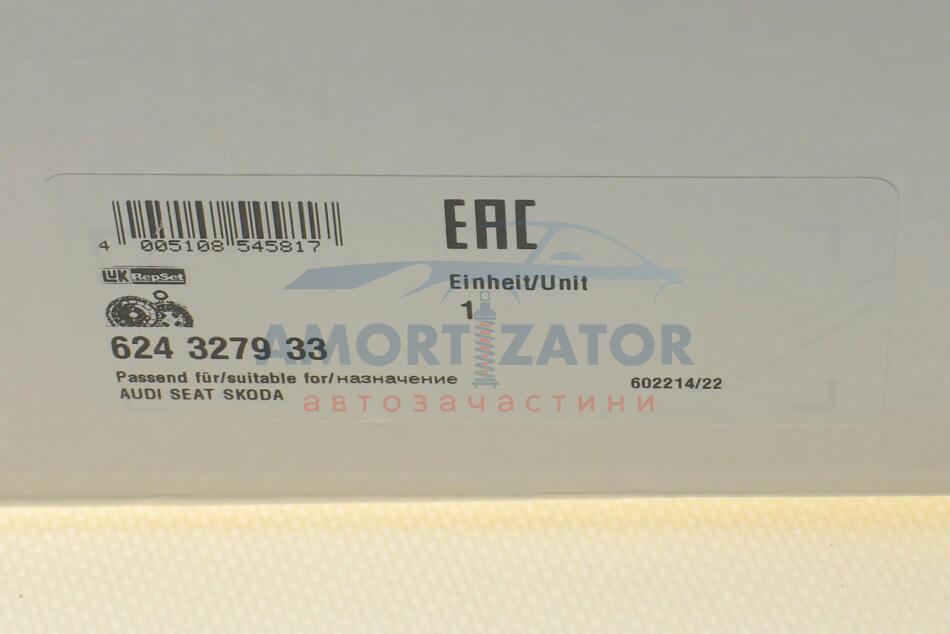 EAC
4 005108 545817
LUK RepSet
Einheit/Unit
1
624 3279 33
Passend für/suitable for/назначение
AUDI SEAT SKODA
602214/22
AMORTIZATOR
автозачастини